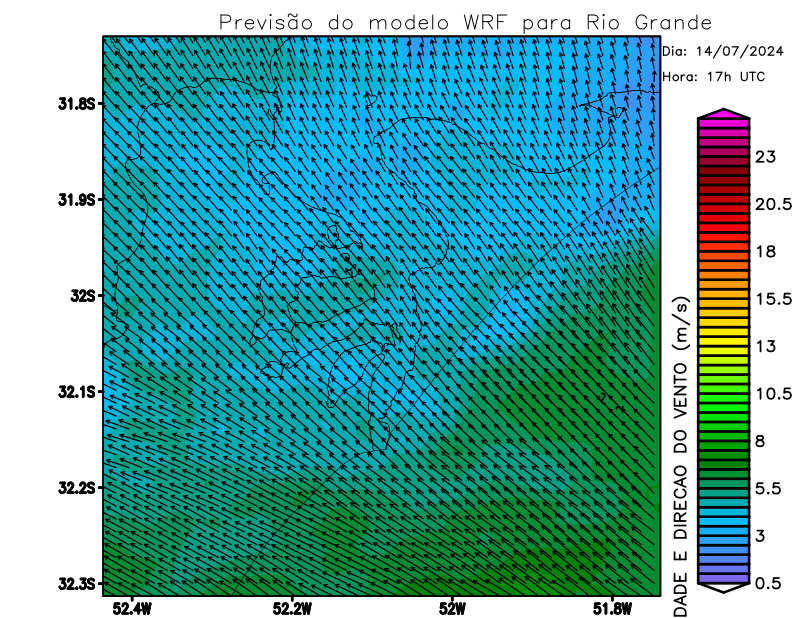 Previsão do modelo WRF para Rio Grande
Dia: 14/07/2024
Hora: 17h UTC
31.8S
31.9S
32S
32.1S
32.2S
32.3S
52.4W
52.2W
52W
51.8W
23
20.5
18
15.5
13
10.5
8
5.5
3
0.5
DADE E DIRECAO DO VENTO (m/s)